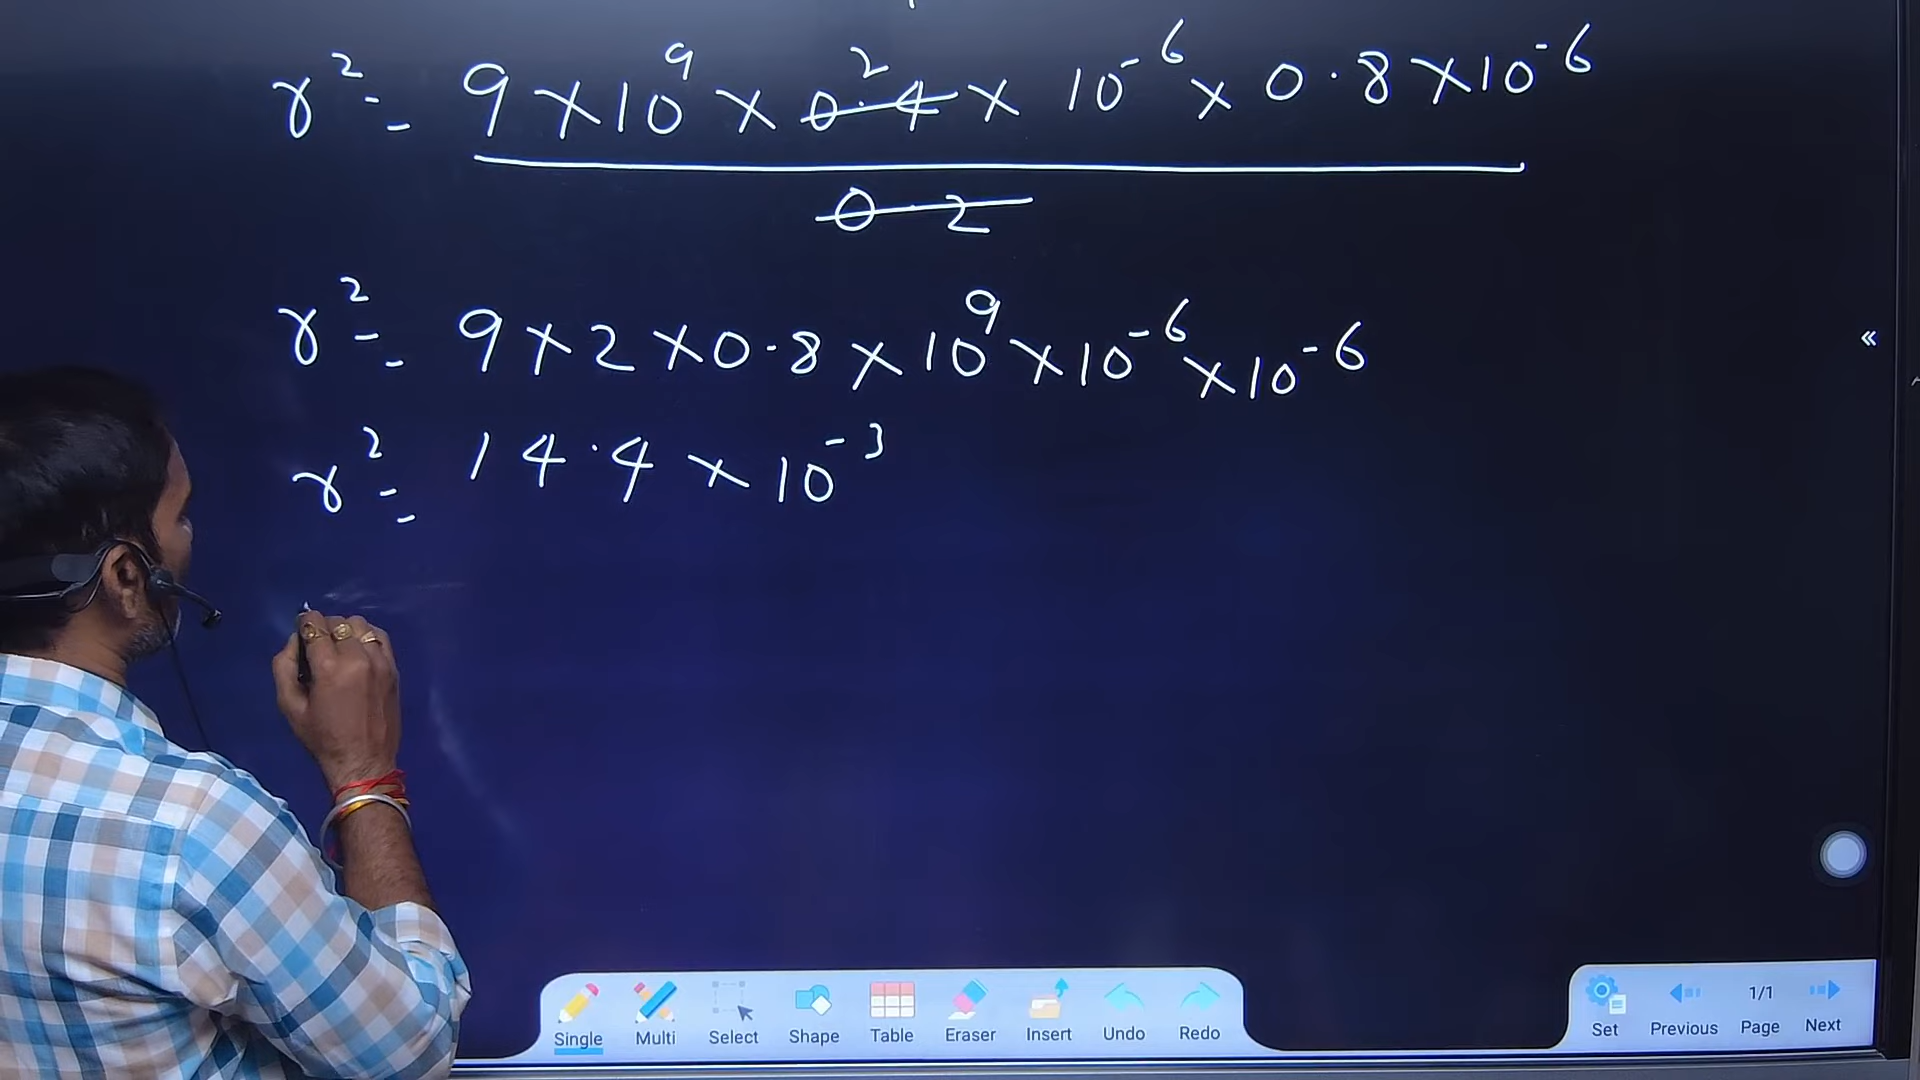 r² = 9 × 10⁹ × 0.4 2 × 10⁻⁶ × 0.8 × 10⁻⁶
0.2
r² = 9 × 2 × 0.8 × 10⁹ × 10⁻⁶ × 10⁻⁶
r² = 14.4 × 10⁻³
«
Single Multi Select Shape Table Eraser Insert Undo Redo
Set Previous 1/1 Page Next